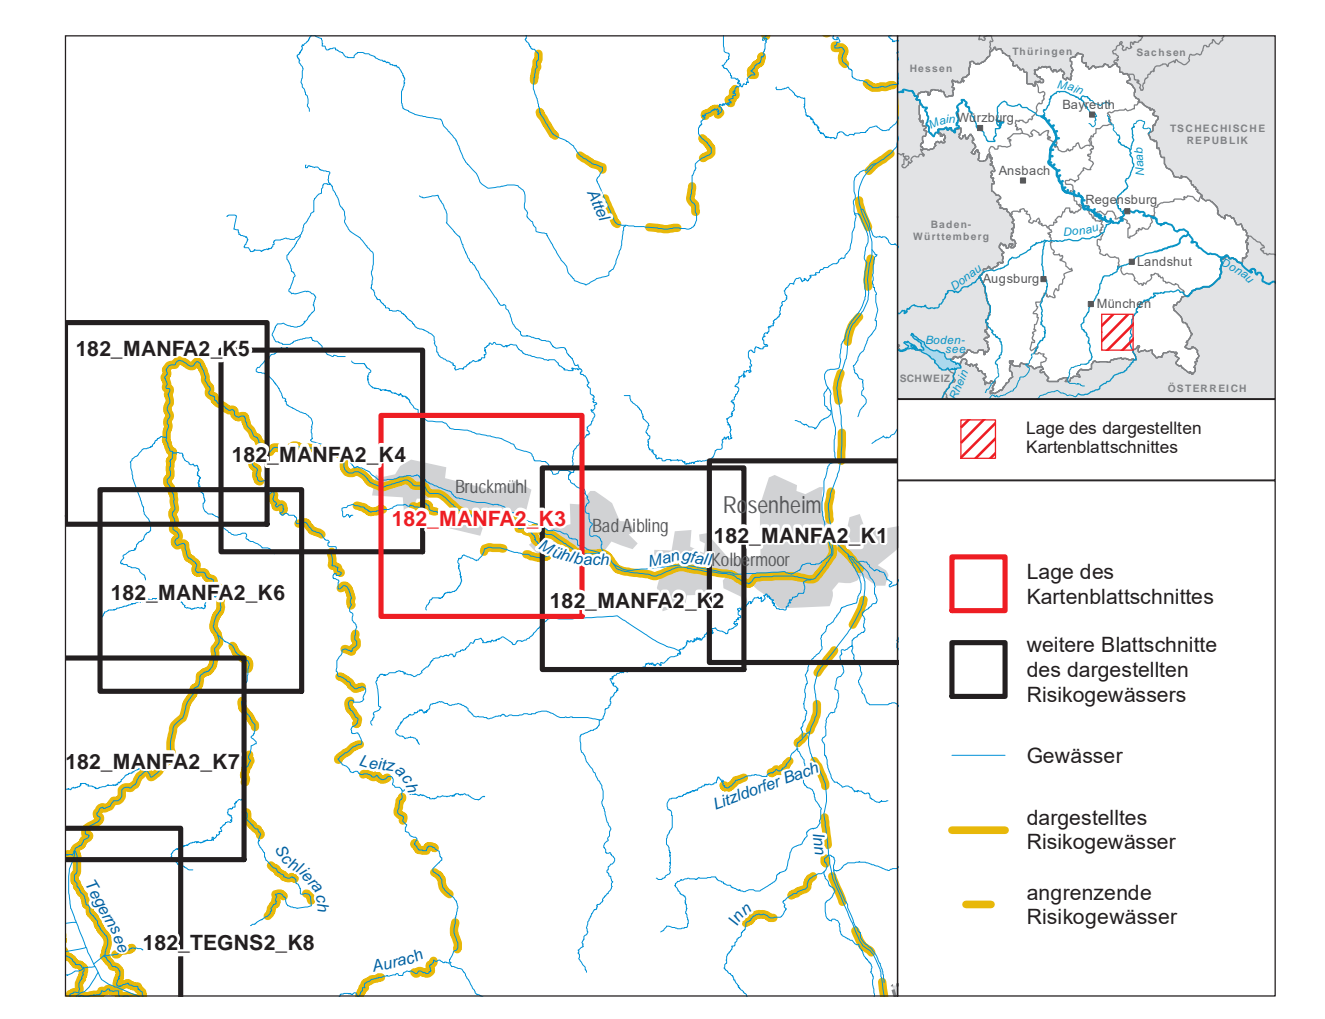 182_MANFA2_K5
182_MANFA2_K4
182_MANFA2_K3
182_MANFA2_K1
182_MANFA2_K6
182_MANFA2_K2
182_MANFA2_K7
182_TEGNS2_K8
Attel
Bruckmühl
Bad Aibling
Rosenheim
Kolbermoor
Mühlbach
Mangfall
Leitzach
Litzldorfer Bach
Inn
Inn
Schlierach
Tegernsee
Aurach
Hessen
Thüringen
Sachsen
Main
Bayreuth
Main
Würzburg
TSCHECHISCHE
REPUBLIK
Naab
Ansbach
Regensburg
Baden-
Württemberg
Donau
Landshut
Donau
Donau
Augsburg
München
Boden-
see
SCHWEIZ
Rhein
ÖSTERREICH
Lage des dargestellten
Kartenblattschnittes
Lage des
Kartenblattschnittes
weitere Blattschnitte
des dargestellten
Risikogewässers
Gewässer
dargestelltes
Risikogewässer
angrenzende
Risikogewässer